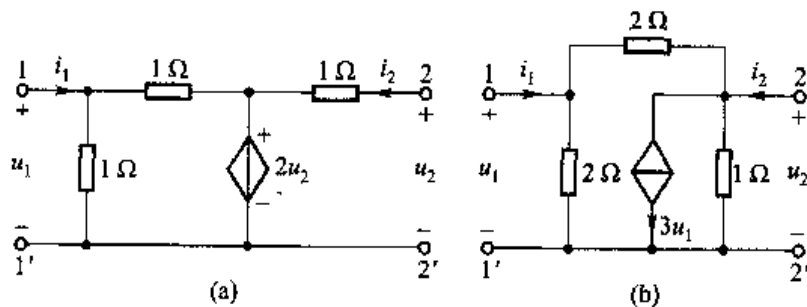 1 i₁ 1 Ω 1 Ω i₂ 2
+ + +
u₁ 1 Ω 2u₂ u₂
− − −
1′ 2′
(a)
2 Ω
1 i₁ i₂ 2
+ +
u₁ 2 Ω 1 Ω u₂
− 3u₁ −
1′ 2′
(b)